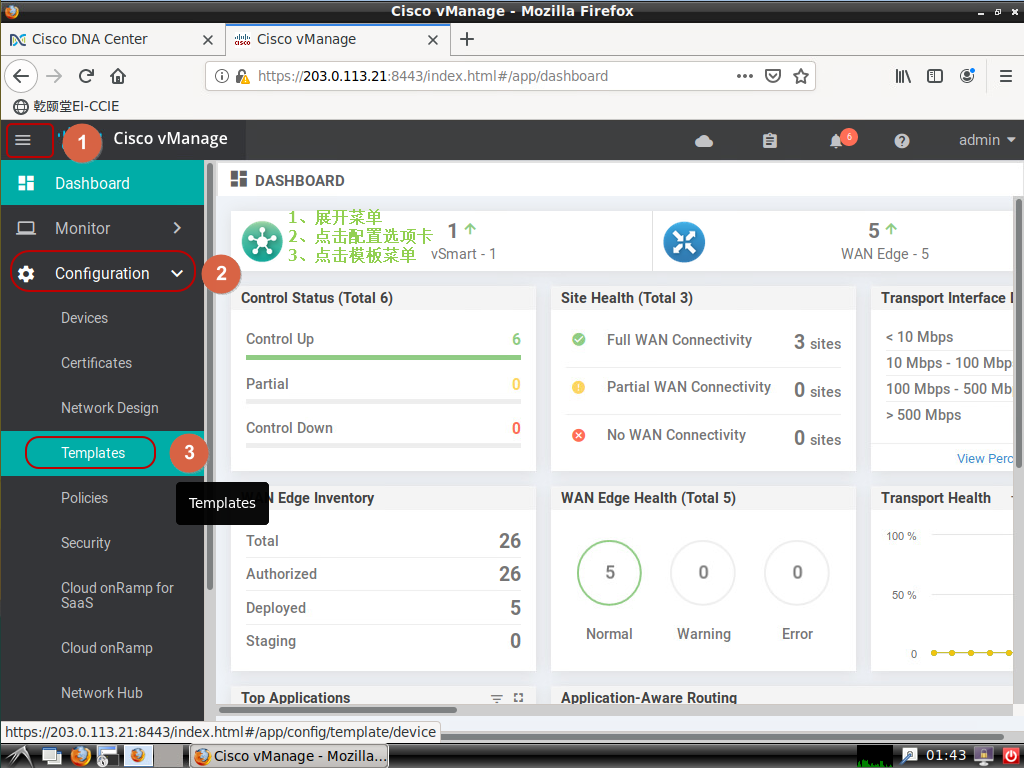 Cisco vManage - Mozilla Firefox
Cisco DNA Center
Cisco vManage
https://203.0.113.21:8443/index.html#/app/dashboard
乾颐堂EI-CCIE
1
Cisco vManage
6
admin
Dashboard
DASHBOARD
Monitor
1、展开菜单
2、点击配置选项卡
3、点击模板菜单
1
vSmart - 1
5
WAN Edge - 5
Configuration
2
Devices
Certificates
Network Design
Templates
3
Templates
Policies
Security
Cloud onRamp for
SaaS
Cloud onRamp
Network Hub
Control Status (Total 6)
Control Up 6
Partial 0
Control Down 0
Site Health (Total 3)
Full WAN Connectivity 3 sites
Partial WAN Connectivity 0 sites
No WAN Connectivity 0 sites
Transport Interface
< 10 Mbps
10 Mbps - 100 Mbp
100 Mbps - 500 Mb
> 500 Mbps
View Perc
WAN Edge Inventory
Total 26
Authorized 26
Deployed 5
Staging 0
WAN Edge Health (Total 5)
5 0 0
Normal Warning Error
Transport Health
100 %
50 %
0
Top Applications
Application-Aware Routing
https://203.0.113.21:8443/index.html#/app/config/template/device
Cisco vManage - Mozilla...
01:43